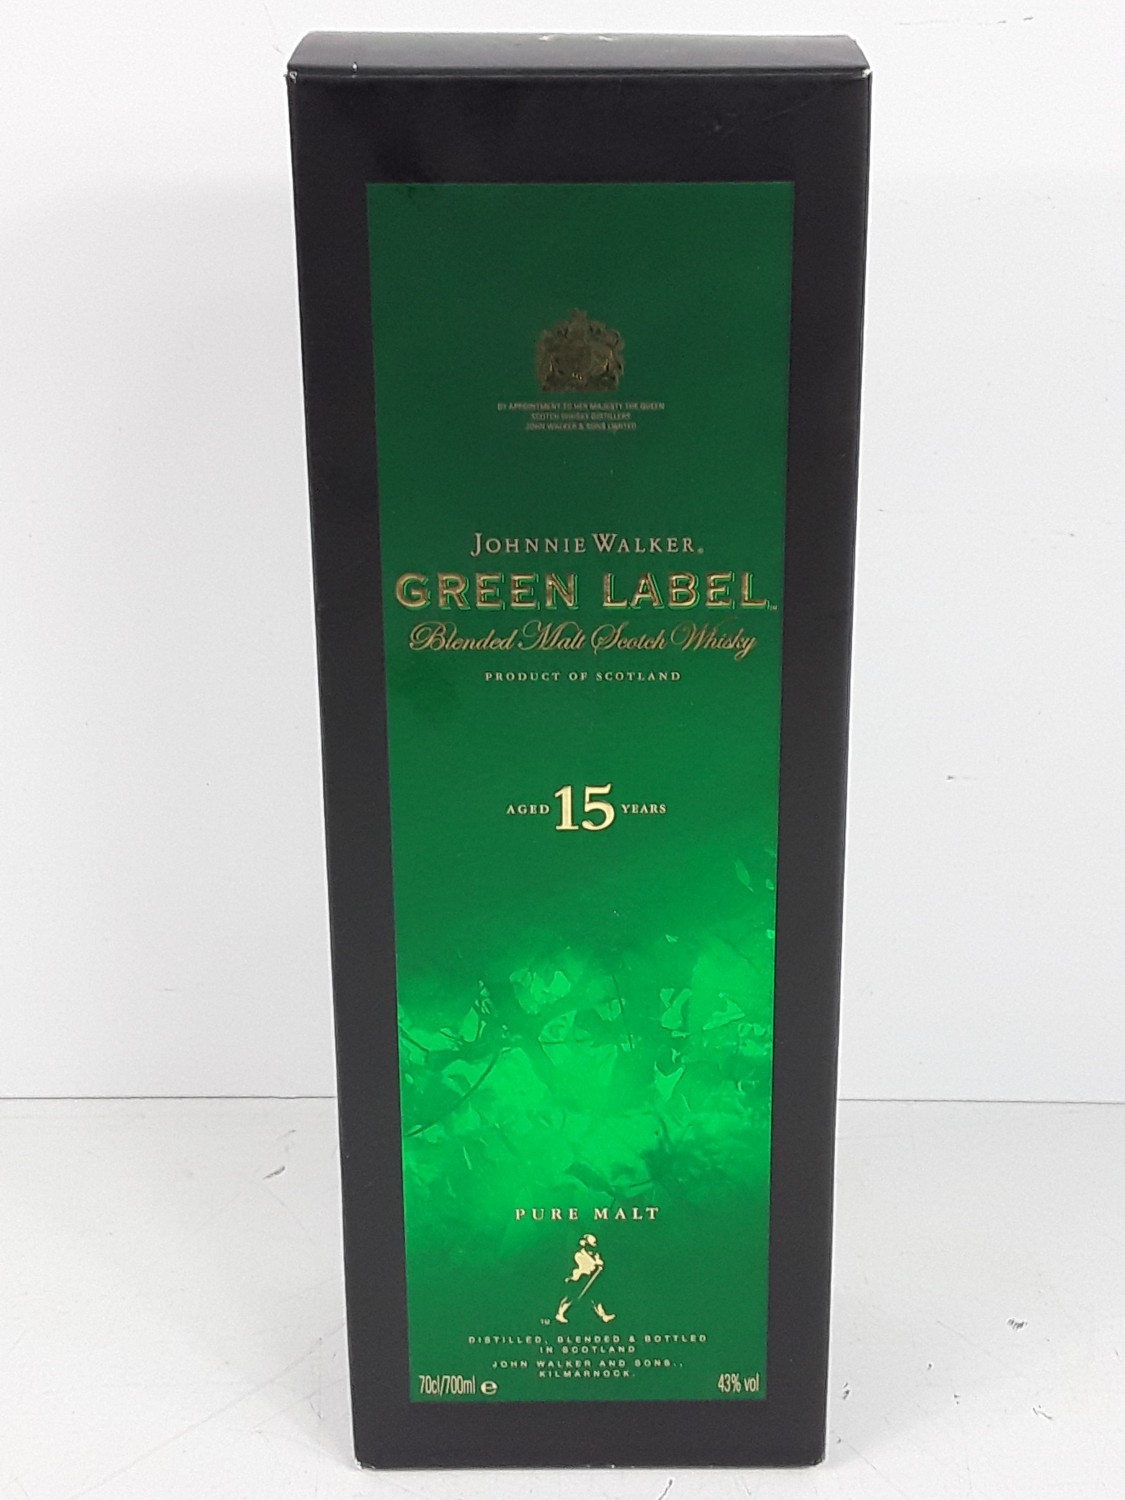 BY APPOINTMENT TO HER MAJESTY THE QUEEN
SCOTCH WHISKY DISTILLERS
JOHN WALKER & SONS LIMITED
JOHNNIE WALKER®
GREEN LABEL™
Blended Malt Scotch Whisky
PRODUCT OF SCOTLAND
AGED 15 YEARS
PURE MALT
TM
DISTILLED, BLENDED & BOTTLED
IN SCOTLAND
JOHN WALKER AND SONS.,
KILMARNOCK.
70cl/700ml e 43% vol